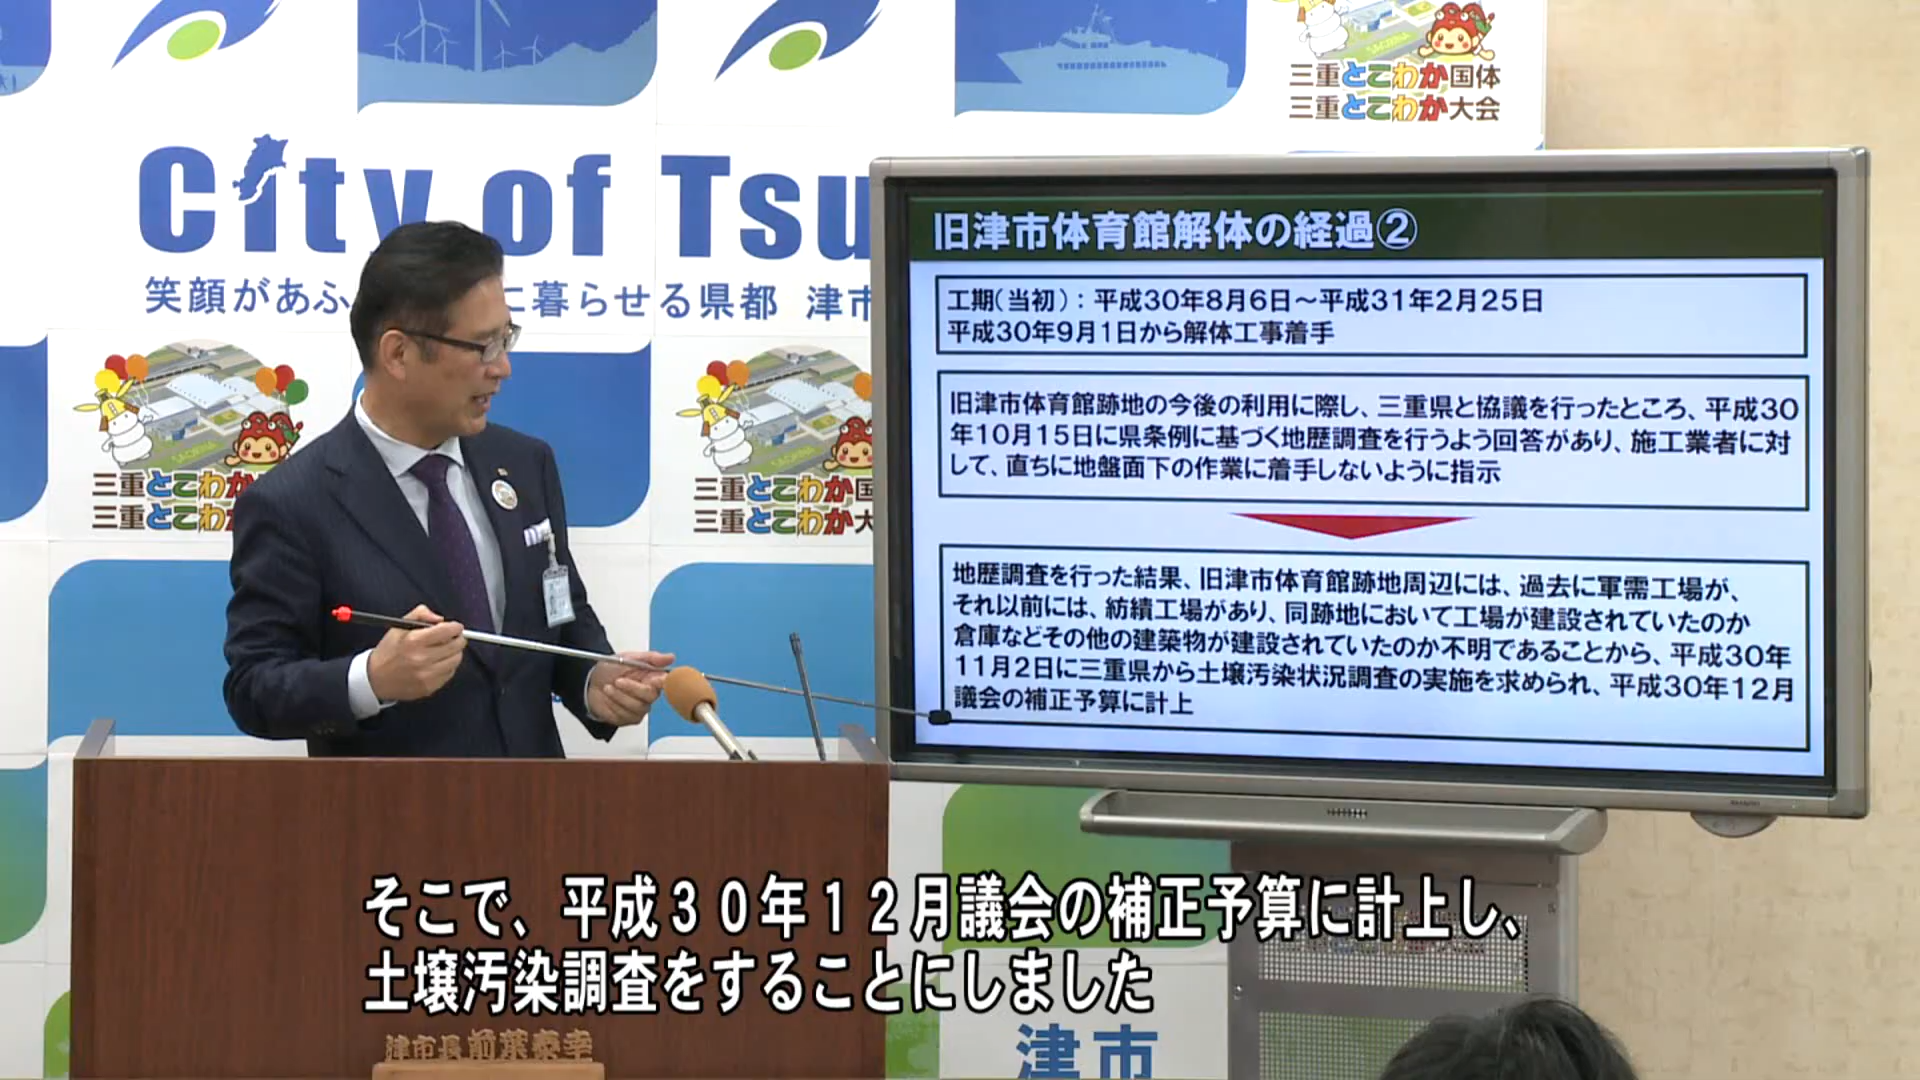 三重とこわか国体
三重とこわか大会
City of Tsu
笑顔があふ
に暮らせる県都 津市
三重とこわか
三重とこわか
三重とこわか国
三重とこわか大
旧津市体育館解体の経過②
工期(当初)：平成30年8月6日～平成31年2月25日
平成30年9月1日から解体工事着手
旧津市体育館跡地の今後の利用に際し、三重県と協議を行ったところ、平成30
年10月15日に県条例に基づく地歴調査を行うよう回答があり、施工業者に対
して、直ちに地盤面下の作業に着手しないように指示
地歴調査を行った結果、旧津市体育館跡地周辺には、過去に軍需工場が、
それ以前には、紡績工場があり、同跡地において工場が建設されていたのか
倉庫などその他の建築物が建設されていたのか不明であることから、平成30年
11月2日に三重県から土壌汚染状況調査の実施を求められ、平成30年12月
議会の補正予算に計上
そこで、平成３０年１２月議会の補正予算に計上し、
土壌汚染調査をすることにしました
津市長 前葉泰幸
津市